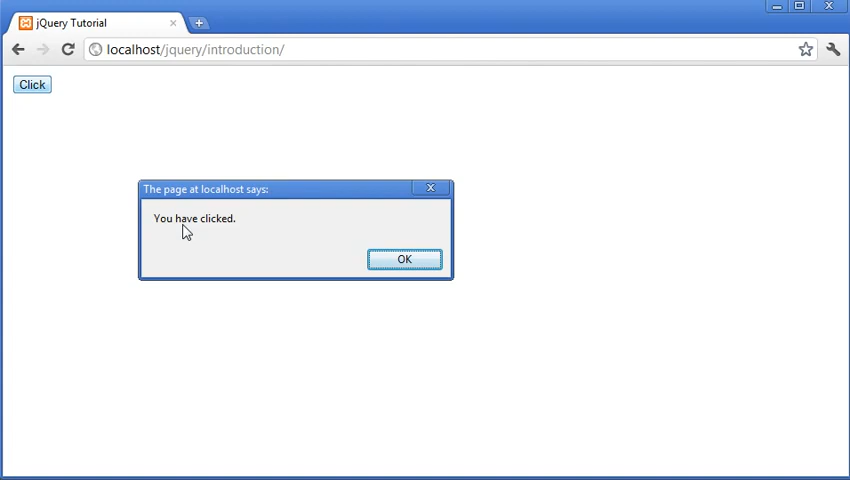 jQuery Tutorial
localhost/jquery/introduction/
Click
The page at localhost says:
You have clicked.
OK